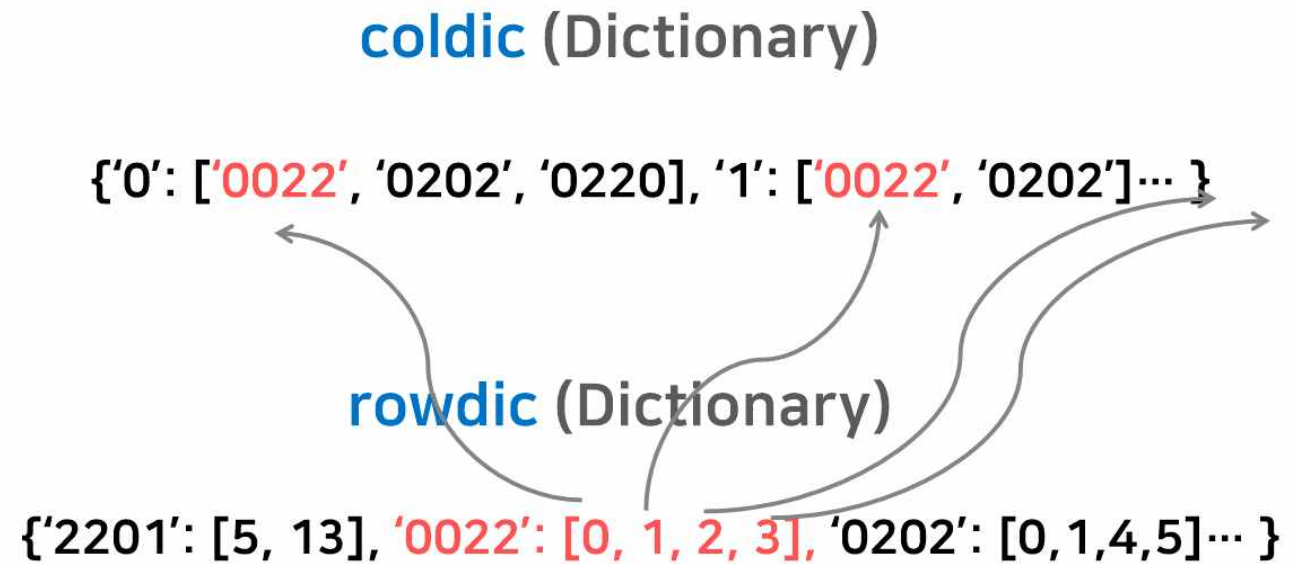 coldic (Dictionary)
{‘0’: [‘0022’, ‘0202’, ‘0220], ‘1’: [‘0022’, ‘0202’]··· }
rowdic (Dictionary)
{‘2201’: [5, 13], ‘0022’: [0, 1, 2, 3], ‘0202’: [0,1,4,5]··· }